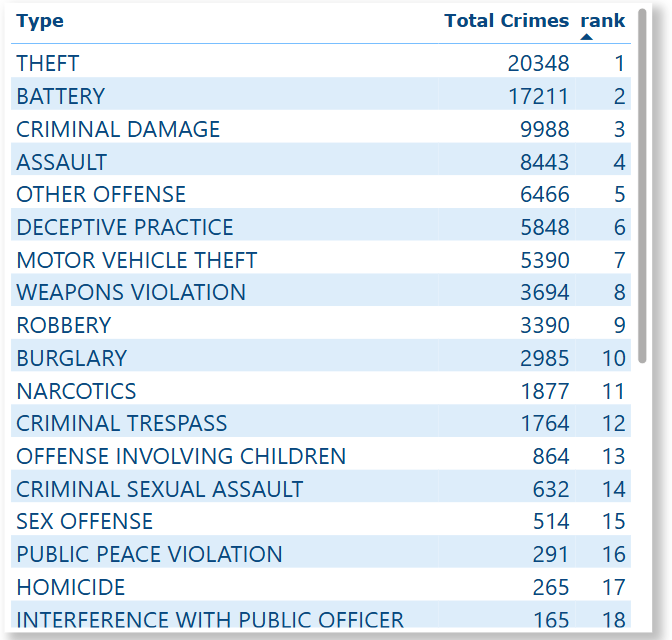 Type Total Crimes rank
THEFT 20348 1
BATTERY 17211 2
CRIMINAL DAMAGE 9988 3
ASSAULT 8443 4
OTHER OFFENSE 6466 5
DECEPTIVE PRACTICE 5848 6
MOTOR VEHICLE THEFT 5390 7
WEAPONS VIOLATION 3694 8
ROBBERY 3390 9
BURGLARY 2985 10
NARCOTICS 1877 11
CRIMINAL TRESPASS 1764 12
OFFENSE INVOLVING CHILDREN 864 13
CRIMINAL SEXUAL ASSAULT 632 14
SEX OFFENSE 514 15
PUBLIC PEACE VIOLATION 291 16
HOMICIDE 265 17
INTERFERENCE WITH PUBLIC OFFICER 165 18